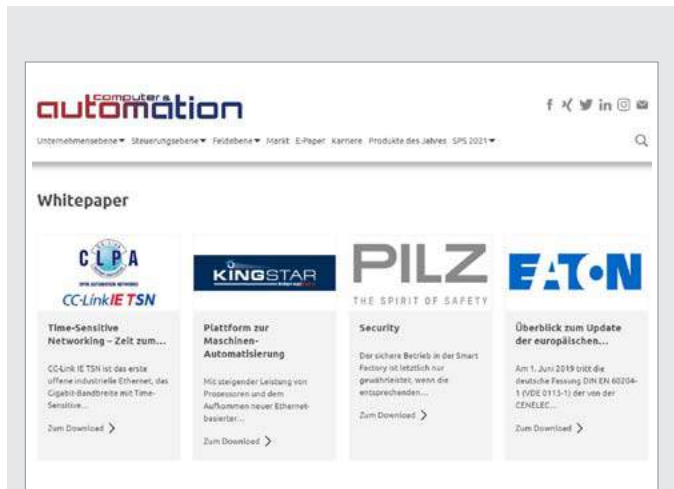 computer &
automation
Unternehmensebene Steuerungsebene Feldebene Markt E-Paper Karriere Produkte des Jahres SPS 2021
Whitepaper
CLPA
OPEN AUTOMATION NETWORKS
CC-Link IE TSN
Time-Sensitive
Networking – Zeit zum...
CC-Link IE TSN ist das erste
offene industrielle Ethernet, das
Gigabit-Bandbreite mit Time-
Sensitive...
Zum Download
KINGSTAR
Plattform zur
Maschinen-
Automatisierung
Mit steigender Leistung von
Prozessoren und dem
Aufkommen neuer Ethernet-
basierter...
Zum Download
PILZ
THE SPIRIT OF SAFETY
Security
Der sichere Betrieb in der Smart
Factory ist letztlich nur
gewährleistet, wenn die
entsprechenden...
Zum Download
EATON
Überblick zum Update
der europäischen...
Am 1. Juni 2019 tritt die
deutsche Fassung DIN EN 60204-
1 (VDE 0113-1) der von der
CENELEC...
Zum Download